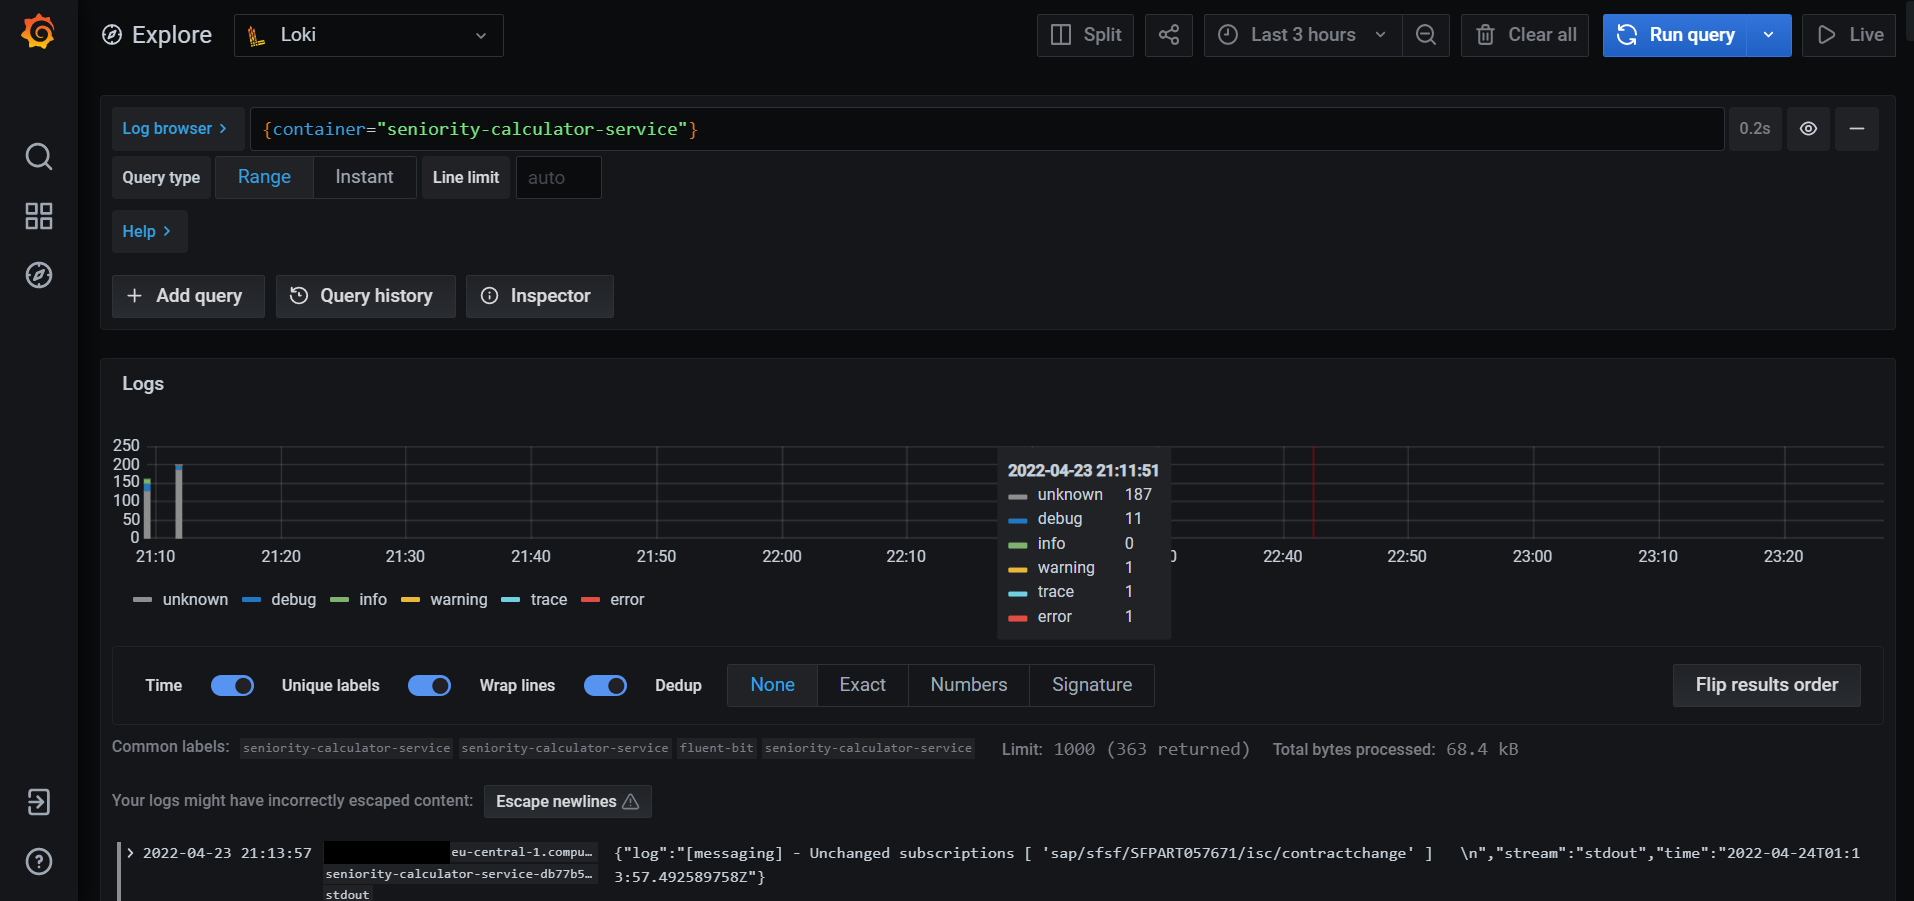 Explore Loki Split Last 3 hours Clear all Run query Live
Log browser > {container="seniority-calculator-service"} 0.2s
Query type Range Instant Line limit auto
Help >
+ Add query Query history Inspector
Logs
250
200
150
100
50
0
21:10 21:20 21:30 21:40 21:50 22:00 22:10 0 22:40 22:50 23:00 23:10 23:20
2022-04-23 21:11:51
unknown 187
debug 11
info 0
warning 1
trace 1
error 1
unknown debug info warning trace error
Time Unique labels Wrap lines Dedup None Exact Numbers Signature Flip results order
Common labels: seniority-calculator-service seniority-calculator-service fluent-bit seniority-calculator-service Limit: 1000 (363 returned) Total bytes processed: 68.4 kB
Your logs might have incorrectly escaped content: Escape newlines
> 2022-04-23 21:13:57 eu-central-1.compu… {"log":"[messaging] - Unchanged subscriptions [ 'sap/sfsf/SFPART057671/isc/contractchange' ] \n","stream":"stdout","time":"2022-04-24T01:1
seniority-calculator-service-db77b5… 3:57.492589758Z"}
stdout